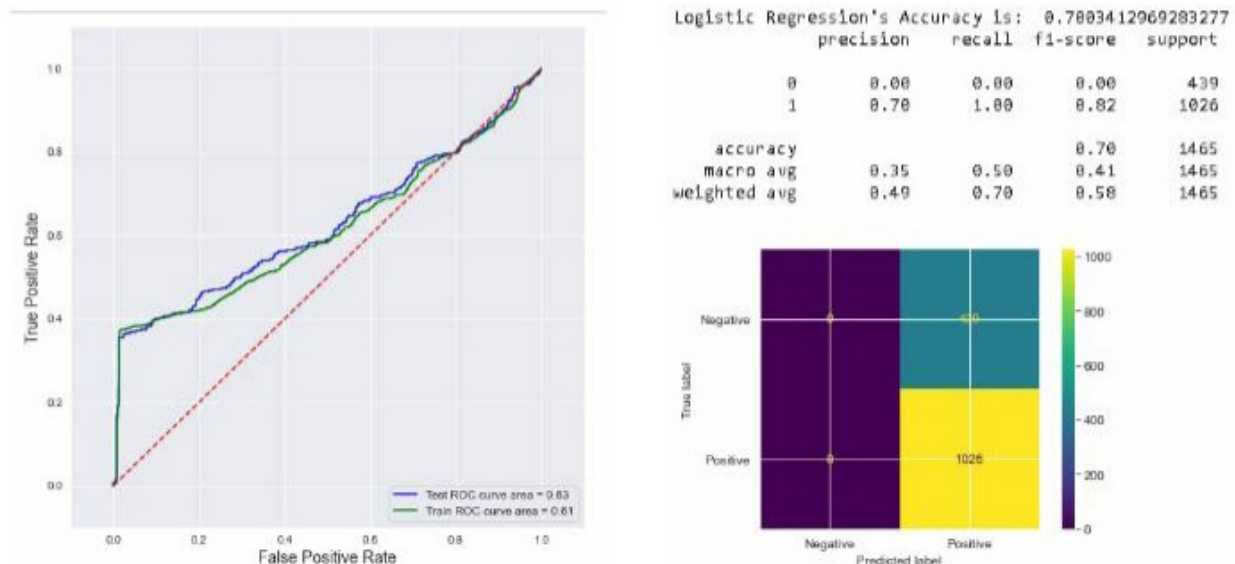 1.0
0.8
0.6
0.4
0.2
0.0
True Positive Rate
0.0 0.2 0.4 0.6 0.8 1.0
False Positive Rate
Test ROC curve area = 0.63
Train ROC curve area = 0.61
Logistic Regression's Accuracy is: 0.7003412969283277
precision recall f1-score support
0 0.00 0.00 0.00 439
1 0.70 1.00 0.82 1026
accuracy 0.70 1465
macro avg 0.35 0.50 0.41 1465
weighted avg 0.49 0.70 0.58 1465
Negative 0
Positive 0 1026
True label
Negative Positive
Predicted label
1000
800
600
400
200
0